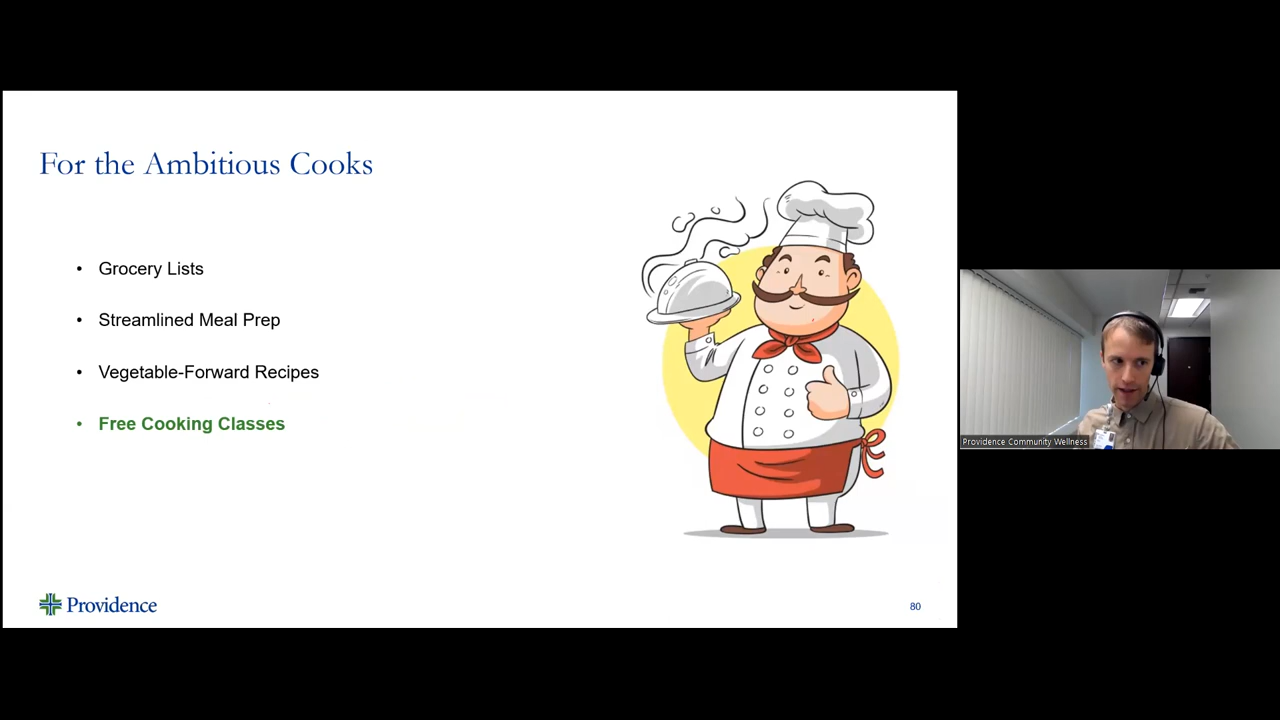 For the Ambitious Cooks
• Grocery Lists
• Streamlined Meal Prep
• Vegetable-Forward Recipes
• Free Cooking Classes
Providence
80
Providence Community Wellness